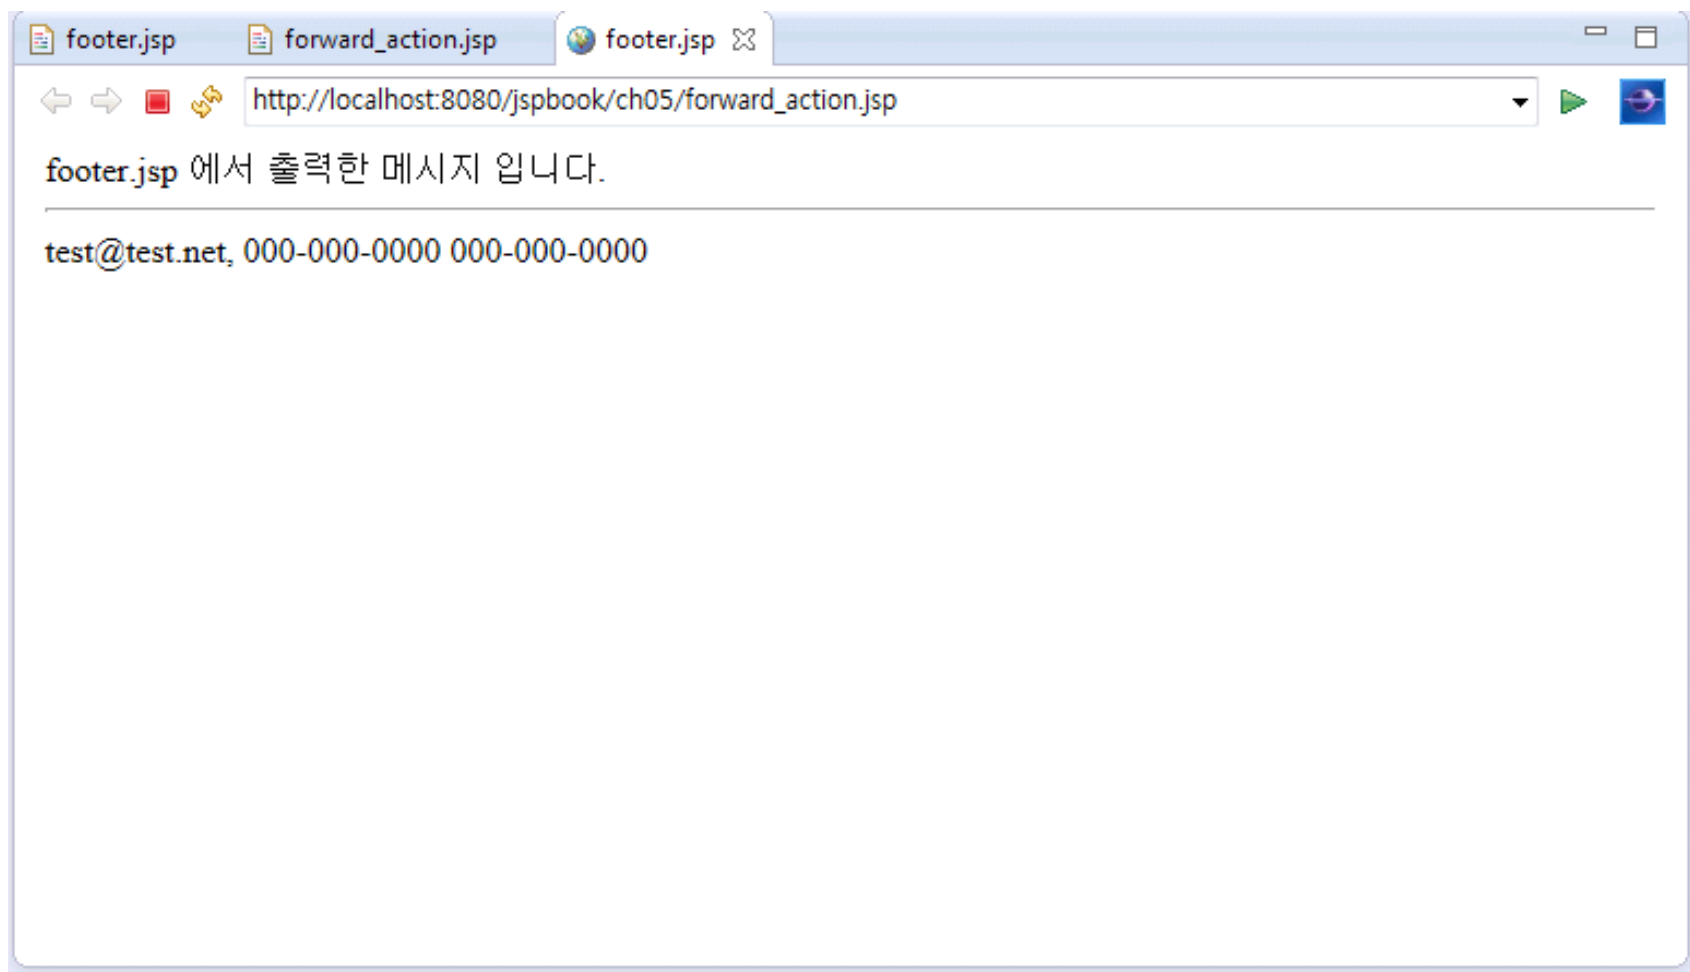 footer.jsp forward_action.jsp footer.jsp
http://localhost:8080/jspbook/ch05/forward_action.jsp
footer.jsp 에서 출력한 메시지 입니다.
test@test.net, 000-000-0000 000-000-0000